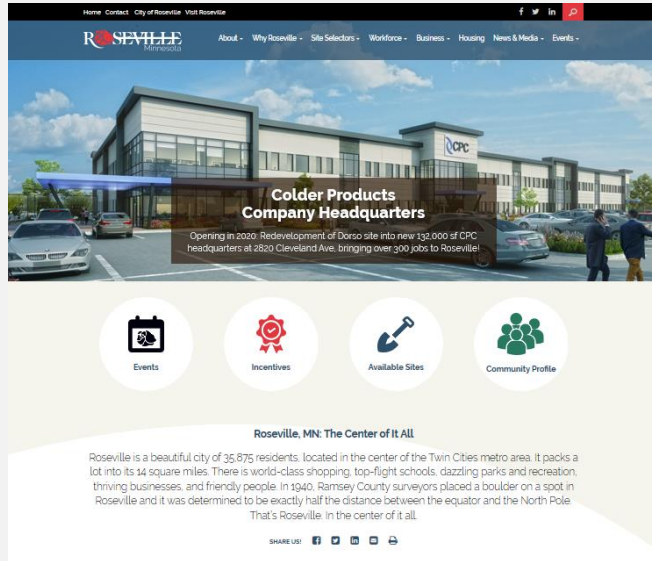 Home Contact City of Roseville Visit Roseville
ROSEVILLE
Minnesota
About Why Roseville Site Selectors Workforce Business Housing News & Media Events
CPC
Colder Products
Company Headquarters
Opening in 2020: Redevelopment of Dorso site into new 132,000 sf CPC
headquarters at 2820 Cleveland Ave, bringing over 300 jobs to Roseville!
Events
Incentives
Available Sites
Community Profile
Roseville, MN: The Center of It All
Roseville is a beautiful city of 35,875 residents, located in the center of the Twin Cities metro area. It packs a
lot into its 14 square miles. There is world-class shopping, top-flight schools, dazzling parks and recreation,
thriving businesses, and friendly people. In 1940, Ramsey County surveyors placed a boulder on a spot in
Roseville and it was determined to be exactly half the distance between the equator and the North Pole.
That's Roseville. In the center of it all.
SHARE US!